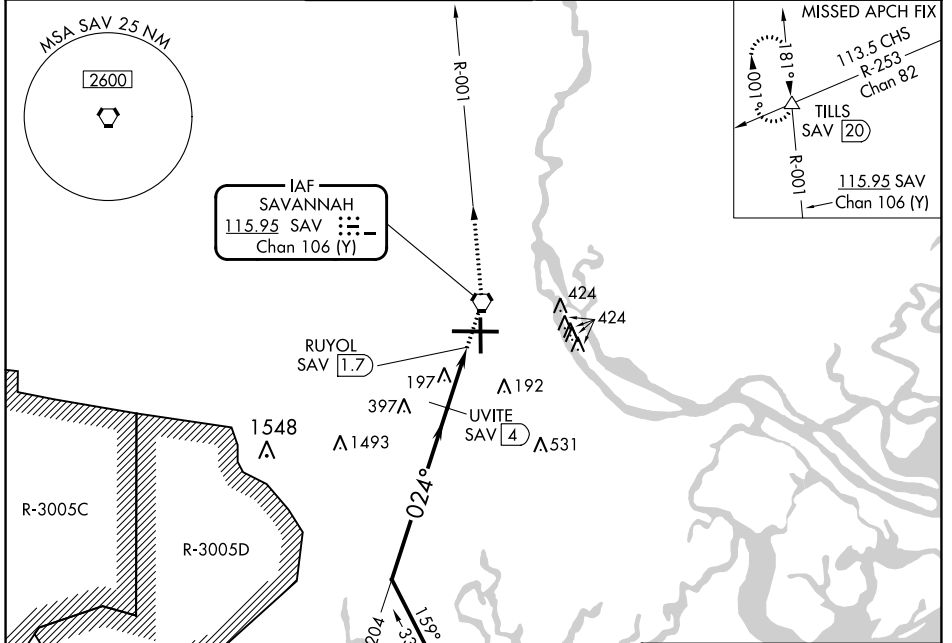 MSA SAV 25 NM
2600
R-001
MISSED APCH FIX
181°
001°
113.5 CHS
R-253
Chan 82
TILLS
SAV 20
R-001
115.95 SAV
Chan 106 (Y)
IAF
SAVANNAH
115.95 SAV
Chan 106 (Y)
424
424
RUYOL
SAV 1.7
197
192
397
UVITE
SAV 4
1548
1493
531
024°
R-3005C
R-3005D
204
159°